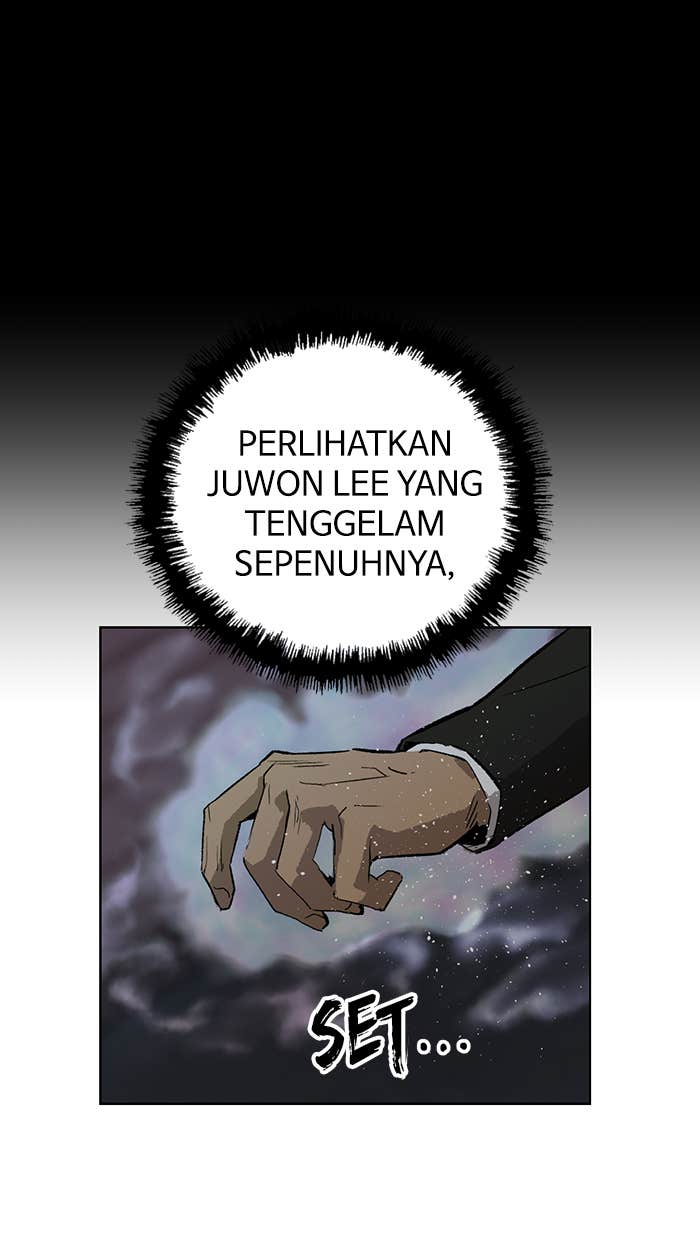 PERLIHATKAN
JUWON LEE YANG
TENGGELAM
SEPENUHNYA,
SET...